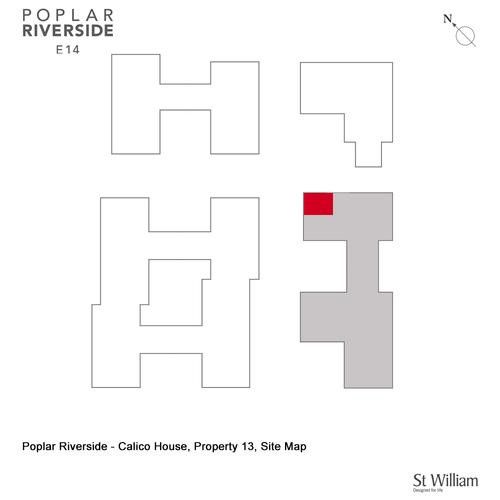 POPLAR
RIVERSIDE
E14
N
Poplar Riverside - Calico House, Property 13, Site Map
St William
Designed for life